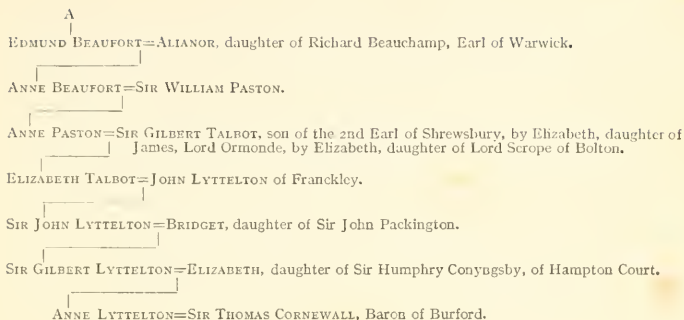 A
EDMUND BEAUFORT=ALIANOR, daughter of Richard Beauchamp, Earl of Warwick.
ANNE BEAUFORT=SIR WILLIAM PASTON.
ANNE PASTON=SIR GILBERT TALBOT, son of the 2nd Earl of Shrewsbury, by Elizabeth, daughter of
James, Lord Ormonde, by Elizabeth, daughter of Lord Scrope of Bolton.
ELIZABETH TALBOT=JOHN LYTTELTON of Franckley.
SIR JOHN LYTTELTON=BRIDGET, daughter of Sir John Packington.
SIR GILBERT LYTTELTON=ELIZABETH, daughter of Sir Humphry Conyngsby, of Hampton Court.
ANNE LYTTELTON=SIR THOMAS CORNEWALL, Baron of Burford.